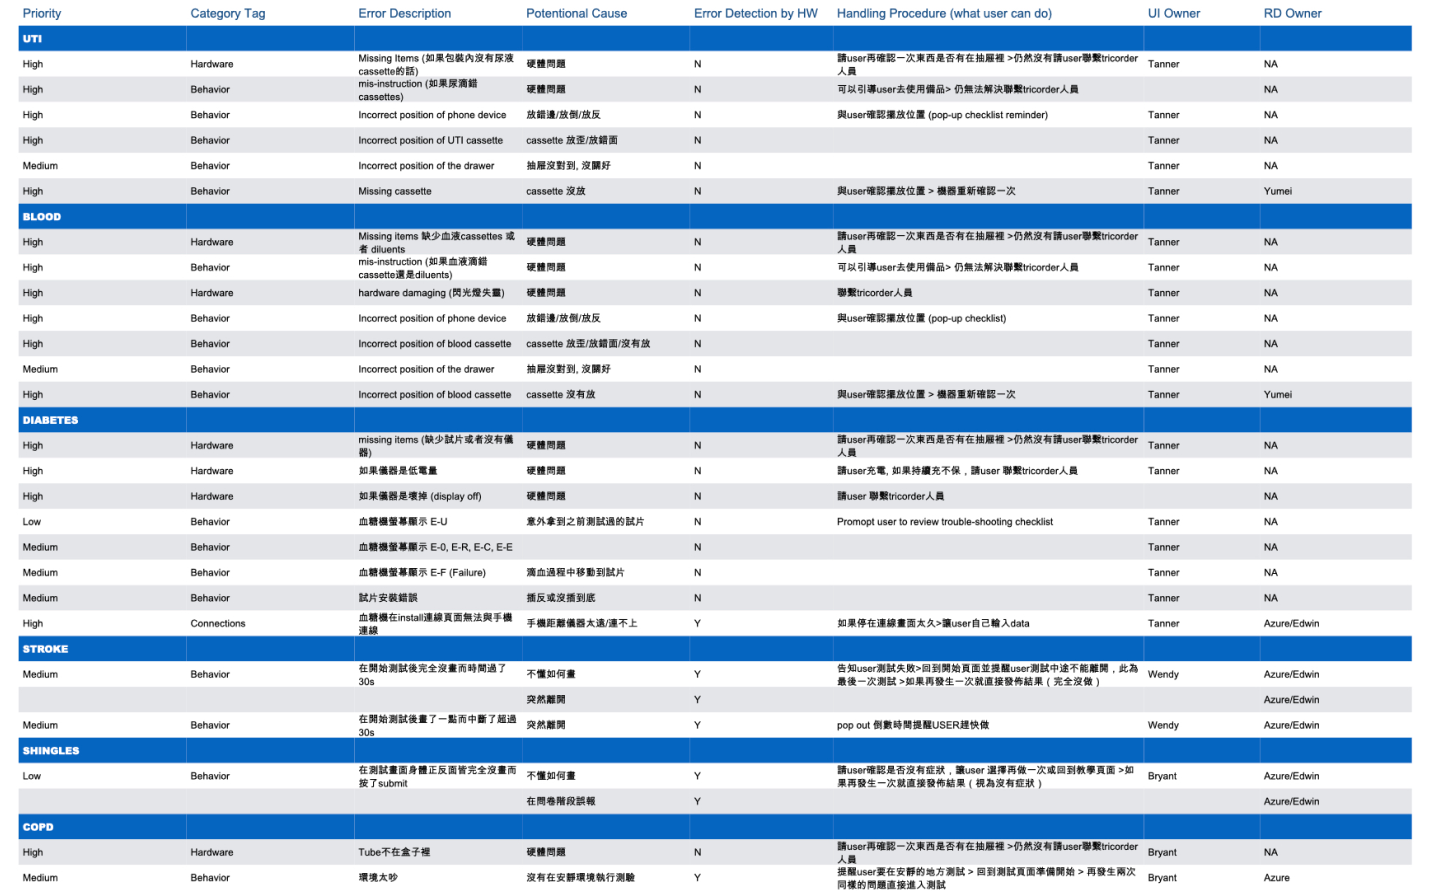 Priority Category Tag Error Description Potentional Cause Error Detection by HW Handling Procedure (what user can do) UI Owner RD Owner
UTI
High Hardware Missing Items (如果包裝內沒有尿液 cassette的話) 硬體問題 N 請user再確認一次東西是否有在抽屜裡 >仍然沒有請user聯繫tricorder人員 Tanner NA
High Behavior mis-instruction (如果尿滴錯 cassettes) 硬體問題 N 可以引導user去使用備品> 仍無法解決聯繫tricorder人員 NA
High Behavior Incorrect position of phone device 放錯邊/放倒/放反 N 與user確認擺放位置 (pop-up checklist reminder) Tanner NA
High Behavior Incorrect position of UTI cassette cassette 放歪/放錯面 N Tanner NA
Medium Behavior Incorrect position of the drawer 抽屜沒對到, 沒關好 N Tanner NA
High Behavior Missing cassette cassette 沒放 N 與user確認擺放位置 > 機器重新確認一次 Tanner Yumei
BLOOD
High Hardware Missing items 缺少血液cassettes 或者 diluents 硬體問題 N 請user再確認一次東西是否有在抽屜裡 >仍然沒有請user聯繫tricorder人員 Tanner NA
High Behavior mis-instruction (如果血液滴錯 cassette還是diluents) 硬體問題 N 可以引導user去使用備品> 仍無法解決聯繫tricorder人員 Tanner NA
High Hardware hardware damaging (閃光燈失靈) 硬體問題 N 聯繫tricorder人員 Tanner NA
High Behavior Incorrect position of phone device 放錯邊/放倒/放反 N 與user確認擺放位置 (pop-up checklist) Tanner NA
High Behavior Incorrect position of blood cassette cassette 放歪/放錯面/沒有放 N Tanner NA
Medium Behavior Incorrect position of the drawer 抽屜沒對到, 沒關好 N Tanner NA
High Behavior Incorrect position of blood cassette cassette 沒有放 N 與user確認擺放位置 > 機器重新確認一次 Tanner Yumei
DIABETES
High Hardware missing items (缺少試片或者沒有儀器) 硬體問題 N 請user再確認一次東西是否有在抽屜裡 >仍然沒有請user聯繫tricorder人員 Tanner NA
High Hardware 如果儀器是低電量 硬體問題 N 請user充電, 如果持續充不保，請user 聯繫tricorder人員 Tanner NA
High Hardware 如果儀器是壞掉 (display off) 硬體問題 N 請user 聯繫tricorder人員 NA
Low Behavior 血糖機螢幕顯示 E-U 意外拿到之前測試過的試片 N Promopt user to review trouble-shooting checklist Tanner NA
Medium Behavior 血糖機螢幕顯示 E-0, E-R, E-C, E-E N Tanner NA
Medium Behavior 血糖機螢幕顯示 E-F (Failure) 滴血過程中移動到試片 N Tanner NA
Medium Behavior 試片安裝錯誤 插反或沒插到底 N Tanner NA
High Connections 血糖機在install連線頁面無法與手機連線 手機距離儀器太遠/連不上 Y 如果停在連線畫面太久>讓user自己輸入data Tanner Azure/Edwin
STROKE
Medium Behavior 在開始測試後完全沒畫而時間過了30s 不懂如何畫 Y 告知user測試失敗>回到開始頁面並提醒user測試中途不能離開，此為最後一次測試 >如果再發生一次就直接發佈結果（完全沒做） Wendy Azure/Edwin
突然離開 Y Azure/Edwin
Medium Behavior 在開始測試後畫了一點而中斷了超過30s 突然離開 Y pop out 倒數時間提醒USER趕快做 Wendy Azure/Edwin
SHINGLES
Low Behavior 在測試畫面身體正反面皆完全沒畫而按了submit 不懂如何畫 Y 請user確認是否沒有症狀，讓user 選擇再做一次或回到教學頁面 >如果再發生一次就直接發佈結果（視為沒有症狀） Bryant Azure/Edwin
在問卷階段誤報 Y Azure/Edwin
COPD
High Hardware Tube不在盒子裡 硬體問題 N 請user再確認一次東西是否有在抽屜裡 >仍然沒有請user聯繫tricorder人員 Bryant NA
Medium Behavior 環境太吵 沒有在安靜環境執行測驗 Y 提醒user要在安靜的地方測試 > 回到測試頁面準備開始 > 再發生兩次同樣的問題直接進入測試 Bryant Azure